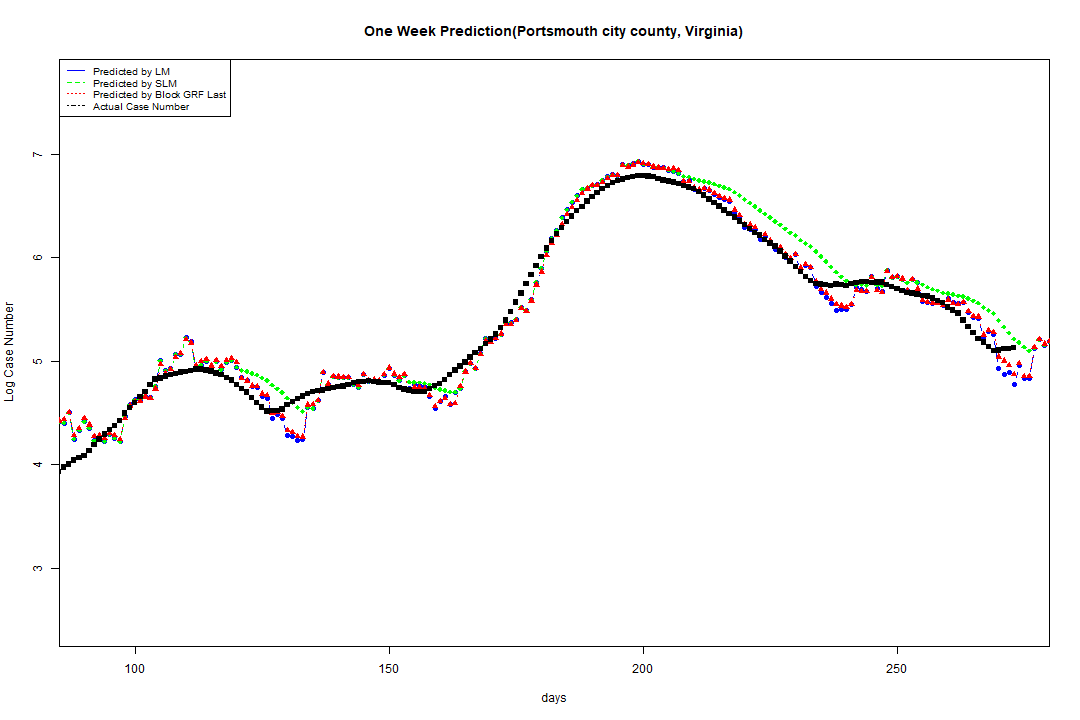 One Week Prediction(Portsmouth city county, Virginia)
Predicted by LM
Predicted by SLM
Predicted by Block GRF Last
Actual Case Number
7
6
5
4
3
Log Case Number
100 150 200 250
days